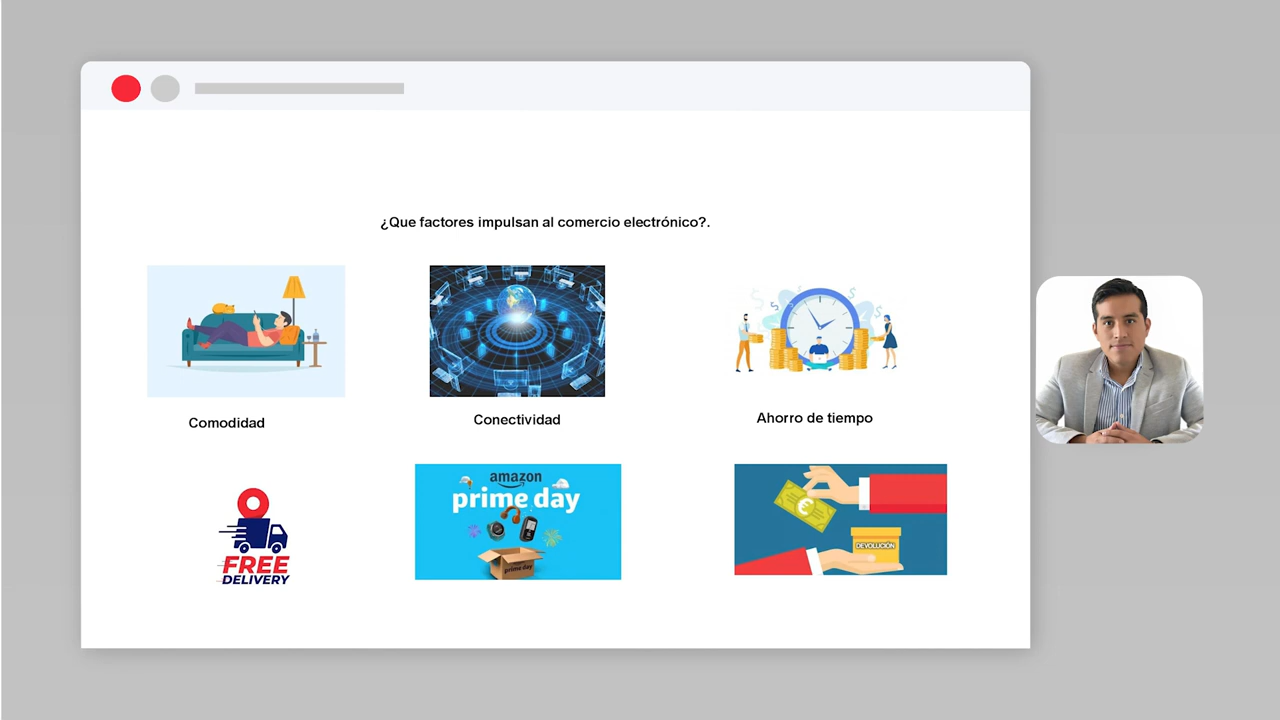 ¿Que factores impulsan al comercio electrónico?.
Comodidad
Conectividad
Ahorro de tiempo
FREE
DELIVERY
amazon
prime day
prime day
€
DEVOLUCIÓN